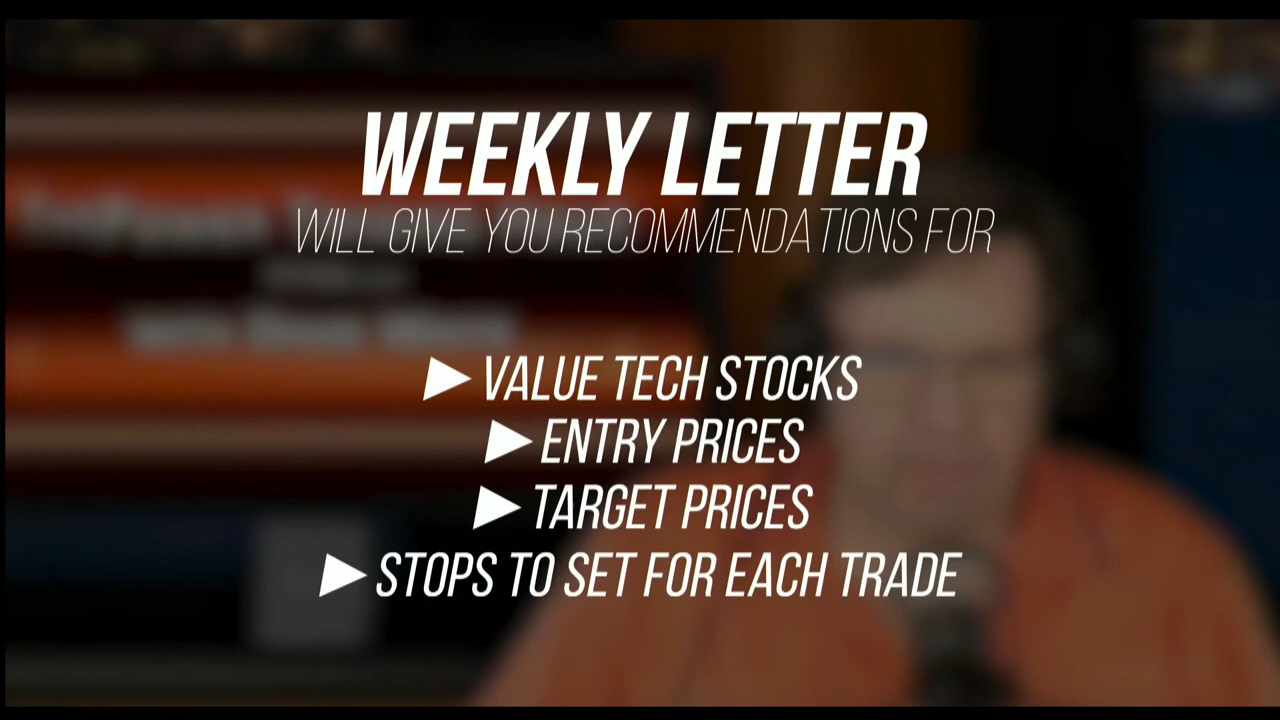 WEEKLY LETTER
WILL GIVE YOU RECOMMENDATIONS FOR
▶ VALUE TECH STOCKS
▶ ENTRY PRICES
▶ TARGET PRICES
▶ STOPS TO SET FOR EACH TRADE